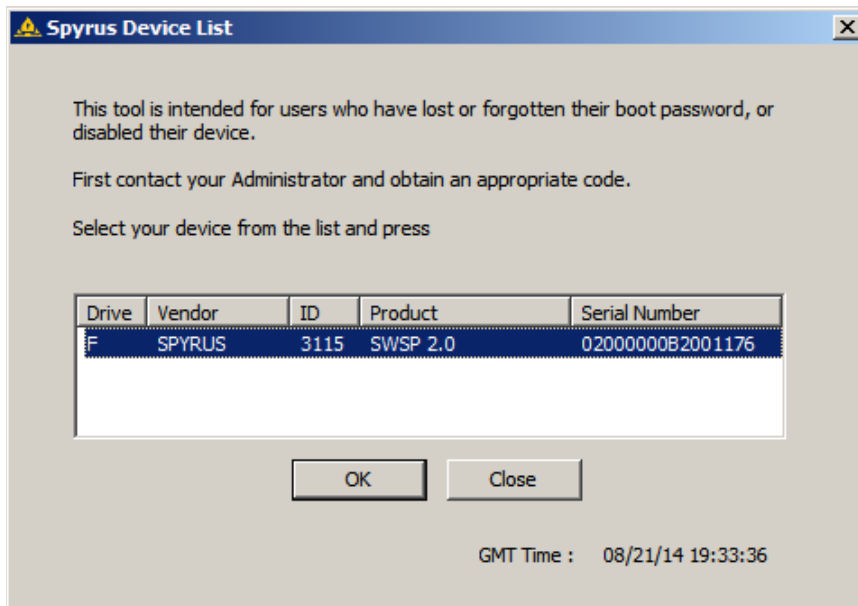 Spyrus Device List
This tool is intended for users who have lost or forgotten their boot password, or
disabled their device.
First contact your Administrator and obtain an appropriate code.
Select your device from the list and press
Drive Vendor ID Product Serial Number
F SPYRUS 3115 SWSP 2.0 02000000B2001176
OK Close
GMT Time : 08/21/14 19:33:36